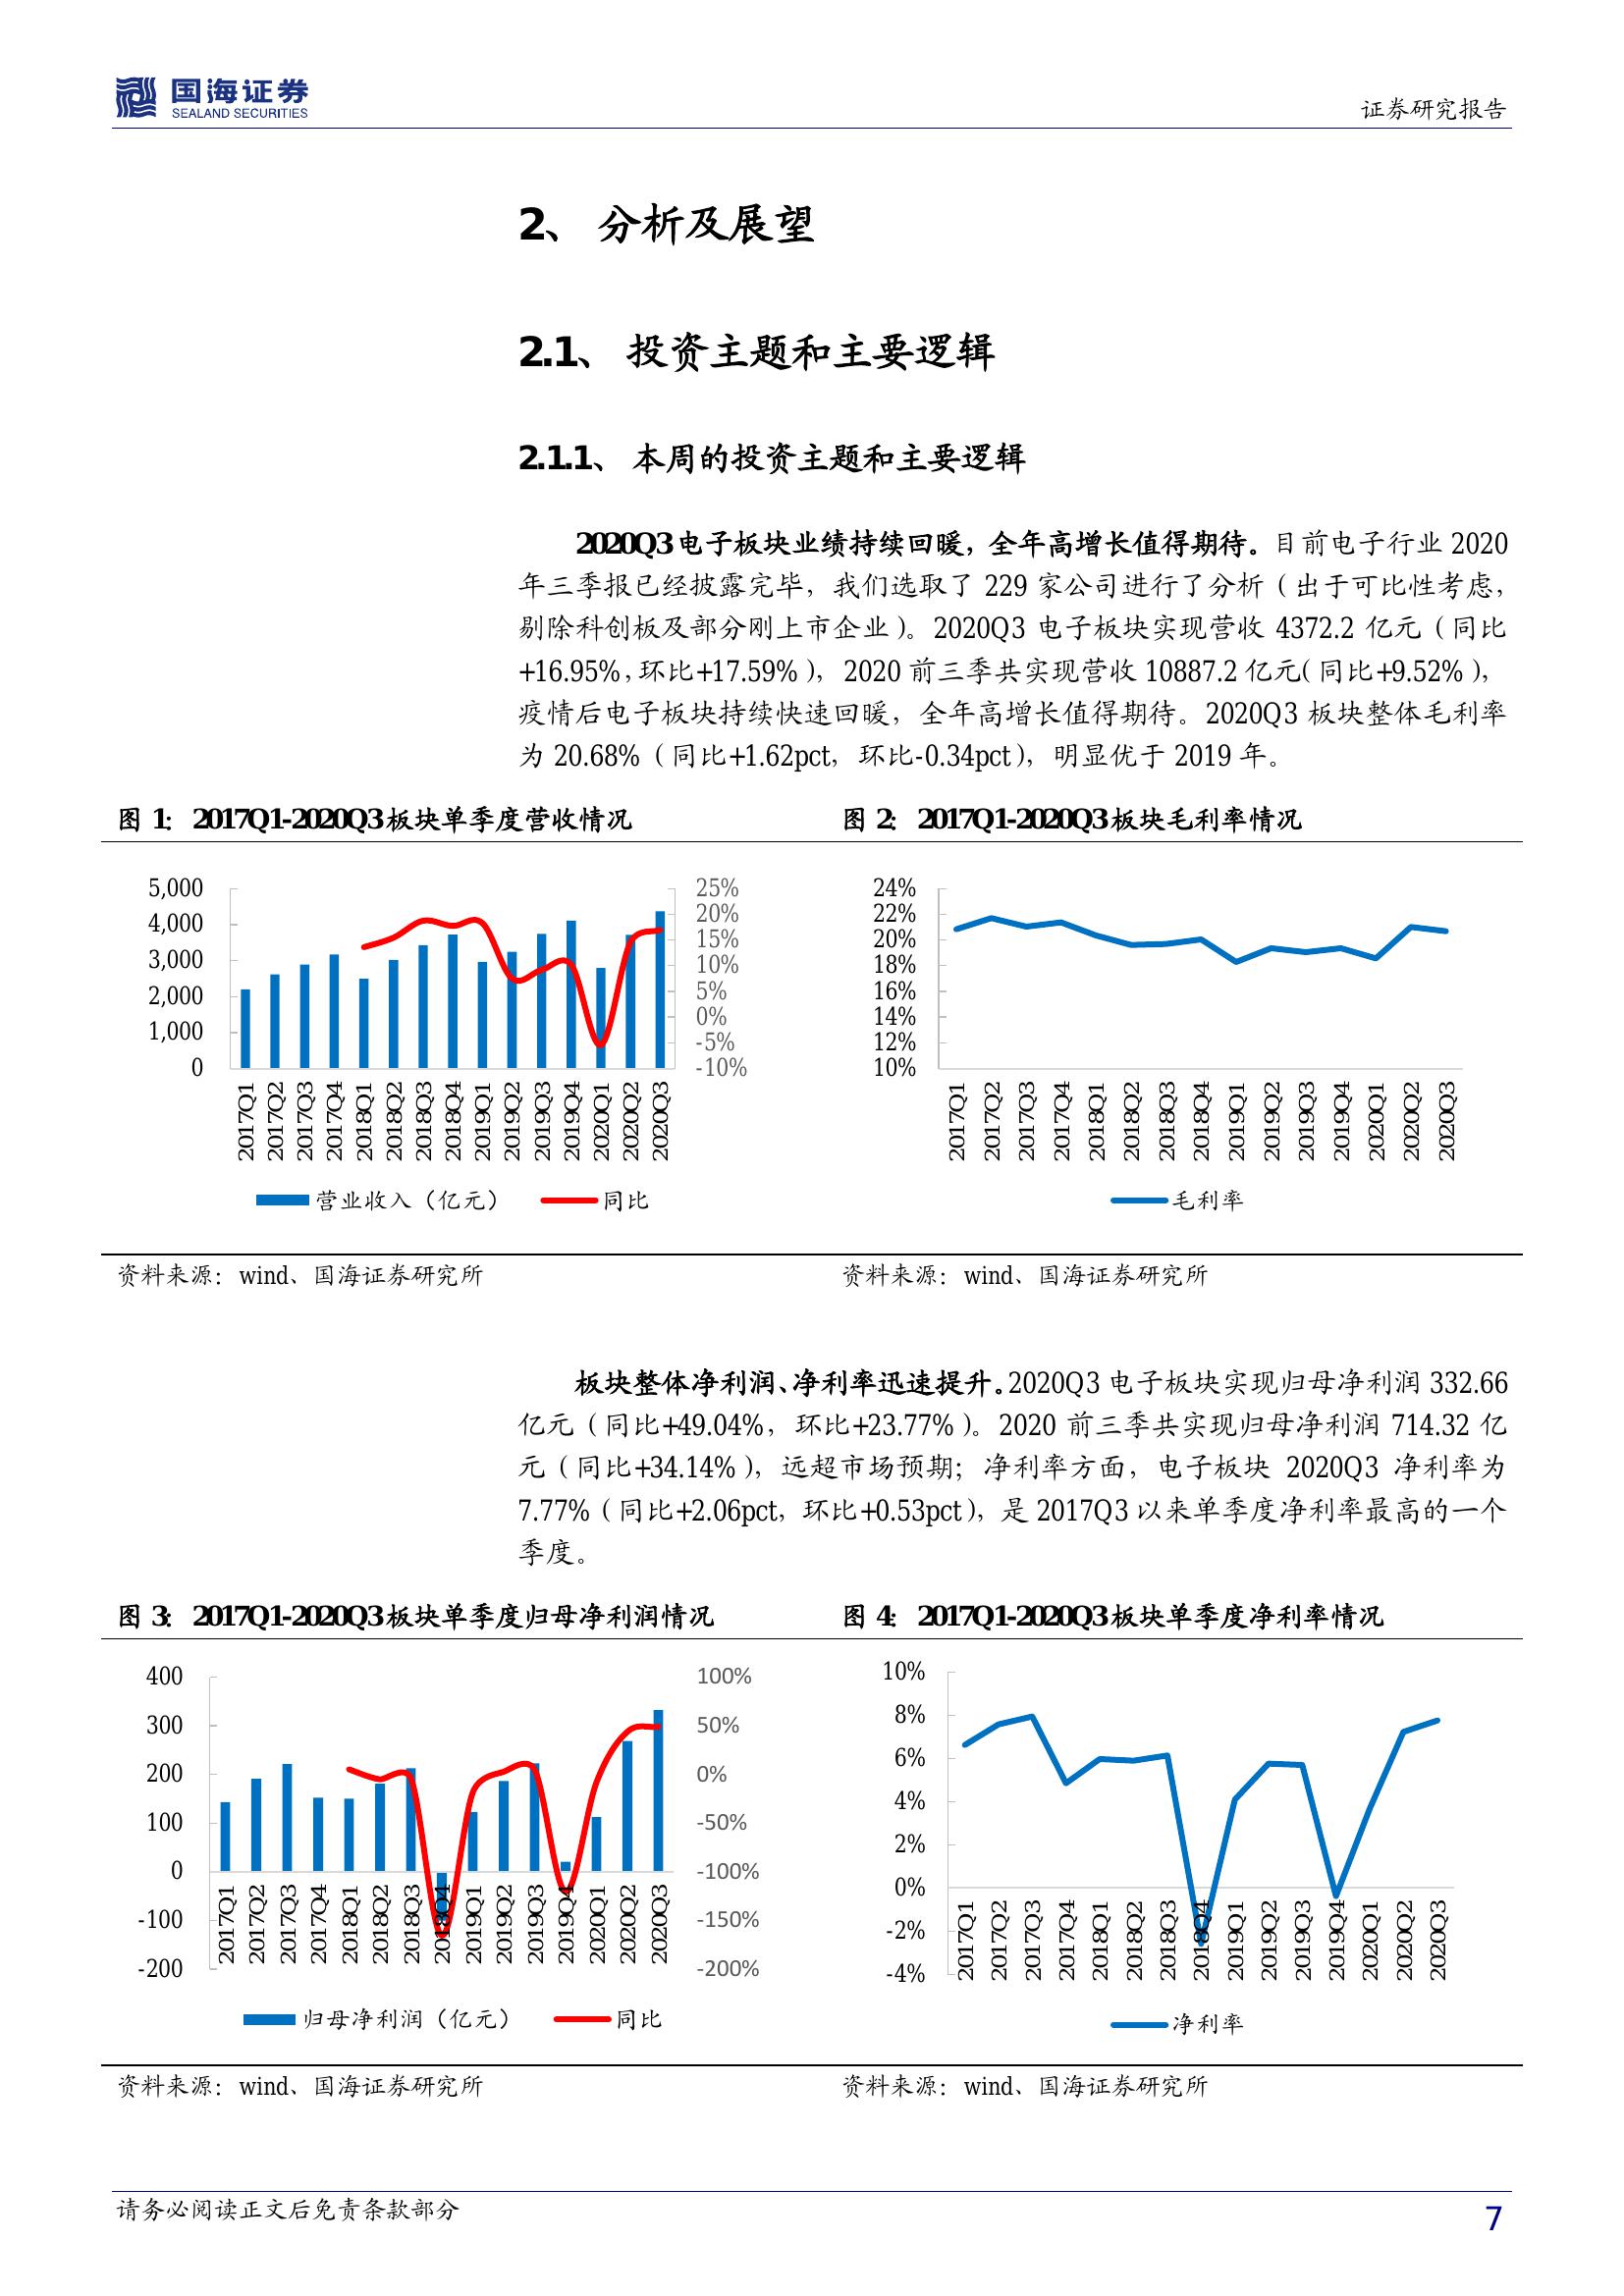 国海证券
SEALAND SECURITIES
证券研究报告
2、 分析及展望
2.1、 投资主题和主要逻辑
2.1.1、 本周的投资主题和主要逻辑
2020Q3 电子板块业绩持续回暖，全年高增长值得期待。目前电子行业 2020
年三季报已经披露完毕，我们选取了 229 家公司进行了分析（出于可比性考虑，
剔除科创板及部分刚上市企业）。2020Q3 电子板块实现营收 4372.2 亿元（同比
+16.95%，环比+17.59%），2020 前三季共实现营收 10887.2 亿元（同比+9.52%），
疫情后电子板块持续快速回暖，全年高增长值得期待。2020Q3 板块整体毛利率
为 20.68%（同比+1.62pct，环比-0.34pct），明显优于 2019 年。
图 1： 2017Q1-2020Q3 板块单季度营收情况
5,000
4,000
3,000
2,000
1,000
0
25%
20%
15%
10%
5%
0%
-5%
-10%
2017Q1
2017Q2
2017Q3
2017Q4
2018Q1
2018Q2
2018Q3
2018Q4
2019Q1
2019Q2
2019Q3
2019Q4
2020Q1
2020Q2
2020Q3
营业收入（亿元） 同比
图 2： 2017Q1-2020Q3 板块毛利率情况
24%
22%
20%
18%
16%
14%
12%
10%
2017Q1
2017Q2
2017Q3
2017Q4
2018Q1
2018Q2
2018Q3
2018Q4
2019Q1
2019Q2
2019Q3
2019Q4
2020Q1
2020Q2
2020Q3
毛利率
资料来源：wind、国海证券研究所
资料来源：wind、国海证券研究所
板块整体净利润、净利率迅速提升。2020Q3 电子板块实现归母净利润 332.66
亿元（同比+49.04%，环比+23.77%）。2020 前三季共实现归母净利润 714.32 亿
元（同比+34.14%），远超市场预期；净利率方面，电子板块 2020Q3 净利率为
7.77%（同比+2.06pct，环比+0.53pct），是 2017Q3 以来单季度净利率最高的一个
季度。
图 3： 2017Q1-2020Q3 板块单季度归母净利润情况
400
300
200
100
0
-100
-200
100%
50%
0%
-50%
-100%
-150%
-200%
2017Q1
2017Q2
2017Q3
2017Q4
2018Q1
2018Q2
2018Q3
2018Q4
2019Q1
2019Q2
2019Q3
2019Q4
2020Q1
2020Q2
2020Q3
归母净利润（亿元） 同比
图 4： 2017Q1-2020Q3 板块单季度净利率情况
10%
8%
6%
4%
2%
0%
-2%
-4%
2017Q1
2017Q2
2017Q3
2017Q4
2018Q1
2018Q2
2018Q3
2018Q4
2019Q1
2019Q2
2019Q3
2019Q4
2020Q1
2020Q2
2020Q3
净利率
资料来源：wind、国海证券研究所
资料来源：wind、国海证券研究所
请务必阅读正文后免责条款部分
7